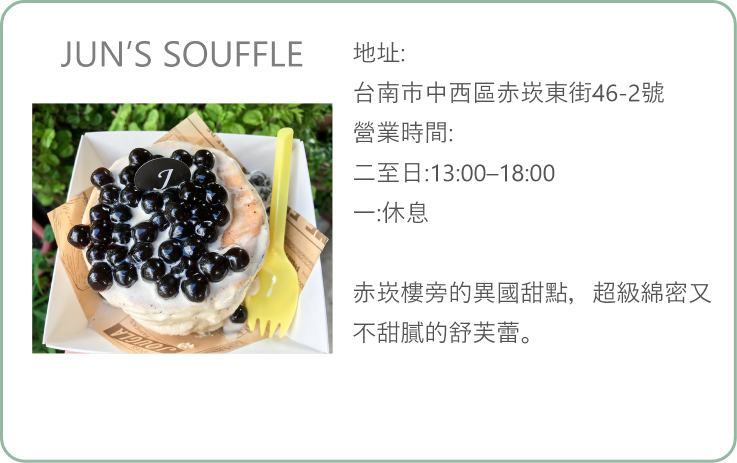 JUN’S SOUFFLE
地址:
台南市中西區赤崁東街46-2號
營業時間:
二至日:13:00–18:00
一:休息
赤崁樓旁的異國甜點，超級綿密又
不甜膩的舒芙蕾。
J